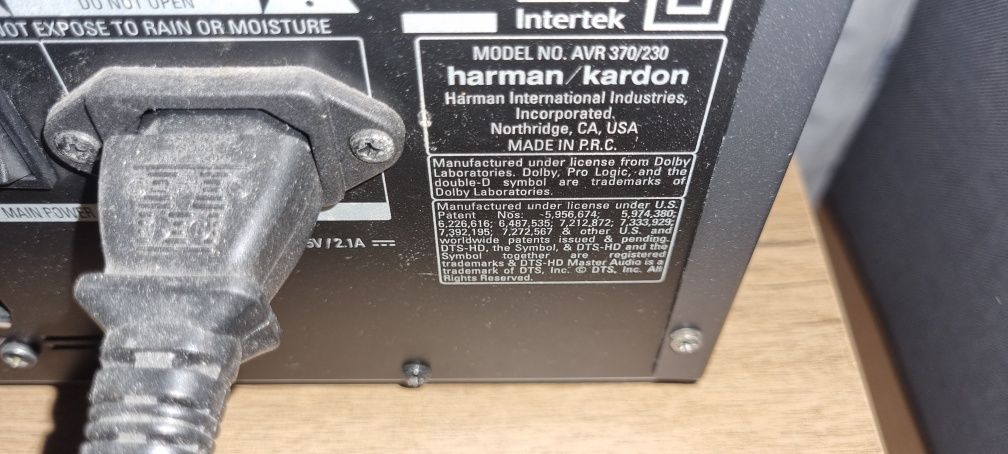 DO NOT OPEN
NOT EXPOSE TO RAIN OR MOISTURE
Intertek
MODEL NO. AVR 370/230
harman/kardon
Harman International Industries,
Incorporated.
Northridge, CA, USA
MADE IN P.R.C.
Manufactured under license from Dolby
Laboratories. Dolby, Pro Logic, and the
double-D symbol are trademarks of
Dolby Laboratories.
Manufactured under license under U.S.
Patent Nos: 5,956,674; 5,974,380;
6,226,616; 6,487,535; 7,212,872; 7,333,929;
7,392,195; 7,272,567 & other U.S. and
worldwide patents issued & pending.
DTS-HD, the Symbol, & DTS-HD and the
Symbol together are registered
trademarks & DTS-HD Master Audio is a
trademark of DTS, Inc. © DTS, Inc. All
Rights Reserved.
MAIN POWER
5V/2.1A